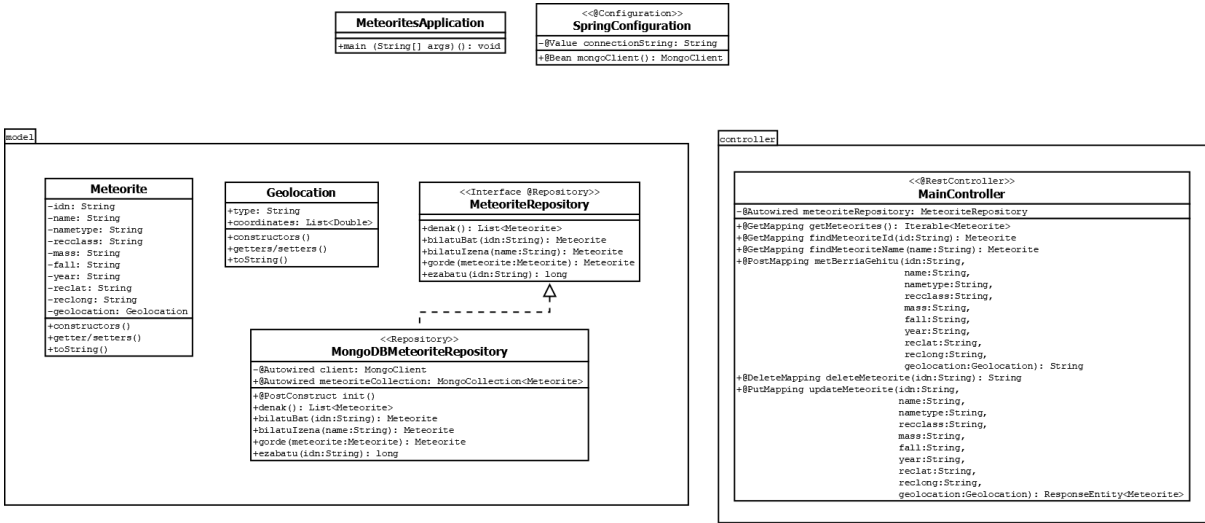 MeteoritesApplication
+main (String[] args)(): void
<<@Configuration>>
SpringConfiguration
-@Value connectionString: String
+@Bean mongoClient(): MongoClient
model
Meteorite
-idn: String
-name: String
-nametype: String
-recclass: String
-mass: String
-fall: String
-year: String
-reclat: String
-reclong: String
-geolocation: Geolocation
+constructors()
+getter/setters()
+toString()
Geolocation
+type: String
+coordinates: List<Double>
+constructors()
+getters/setters()
+toString()
<<Interface @Repository>>
MeteoriteRepository
+denak(): List<Meteorite>
+bilatuBat(idn:String): Meteorite
+bilatuIzena(name:String): Meteorite
+gorde(meteorite:Meteorite): Meteorite
+ezabatu(idn:String): long
<<Repository>>
MongoDBMeteoriteRepository
-@Autowired client: MongoClient
+@Autowired meteoriteCollection: MongoCollection<Meteorite>
+@PostConstruct init()
+denak(): List<Meteorite>
+bilatuBat(idn:String): Meteorite
+bilatuIzena(name:String): Meteorite
+gorde(meteorite:Meteorite): Meteorite
+ezabatu(idn:String): long
controller
<<@RestController>>
MainController
-@Autowired meteoriteRepository: MeteoriteRepository
+@GetMapping getMeteorites(): Iterable<Meteorite>
+@GetMapping findMeteoriteId(id:String): Meteorite
+@GetMapping findMeteoriteName(name:String): Meteorite
+@PostMapping metBerriaGehitu(idn:String,
name:String,
nametype:String,
recclass:String,
mass:String,
fall:String,
year:String,
reclat:String,
reclong:String,
geolocation:Geolocation): String
+@DeleteMapping deleteMeteorite(idn:String): String
+@PutMapping updateMeteorite(idn:String,
name:String,
nametype:String,
recclass:String,
mass:String,
fall:String,
year:String,
reclat:String,
reclong:String,
geolocation:Geolocation): ResponseEntity<Meteorite>